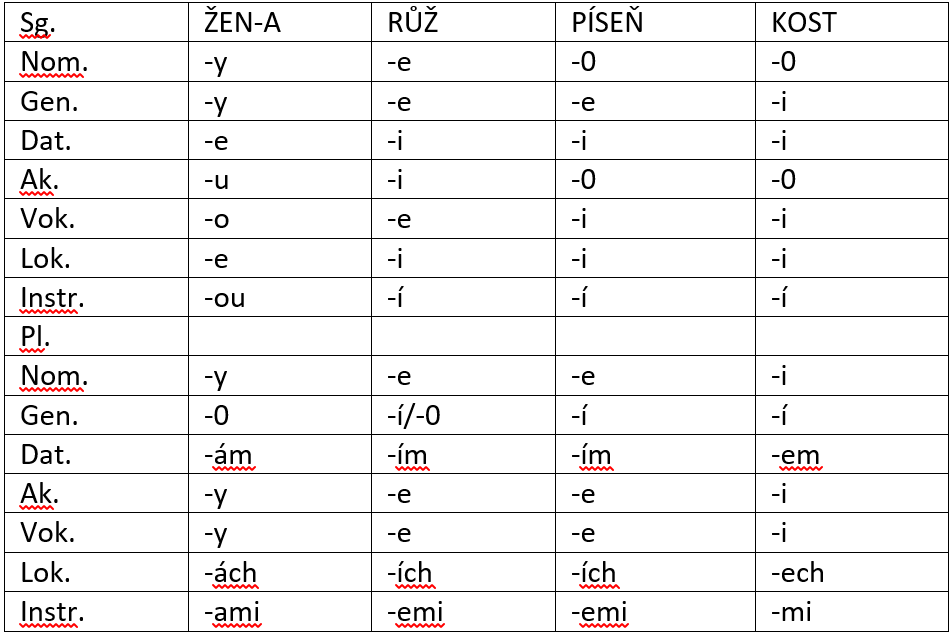 Sg. ŽEN-A RŮŽ PÍSEŇ KOST
Nom. -y -e -0 -0
Gen. -y -e -e -i
Dat. -e -i -i -i
Ak. -u -i -0 -0
Vok. -o -e -i -i
Lok. -e -i -i -i
Instr. -ou -í -í -í
Pl.
Nom. -y -e -e -i
Gen. -0 -í/-0 -í -í
Dat. -ám -ím -ím -em
Ak. -y -e -e -i
Vok. -y -e -e -i
Lok. -ách -ích -ích -ech
Instr. -ami -emi -emi -mi